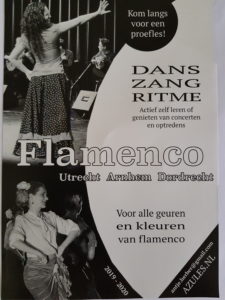 Kom langs
voor een
proefles!
DANS
ZANG
RITME
Actief zelf leren of
genieten van concerten
en optredens
Flamenco
Utrecht Arnhem Dordrecht
Voor alle geuren
en kleuren
van flamenco
2019 - 2020
AZULES.NL